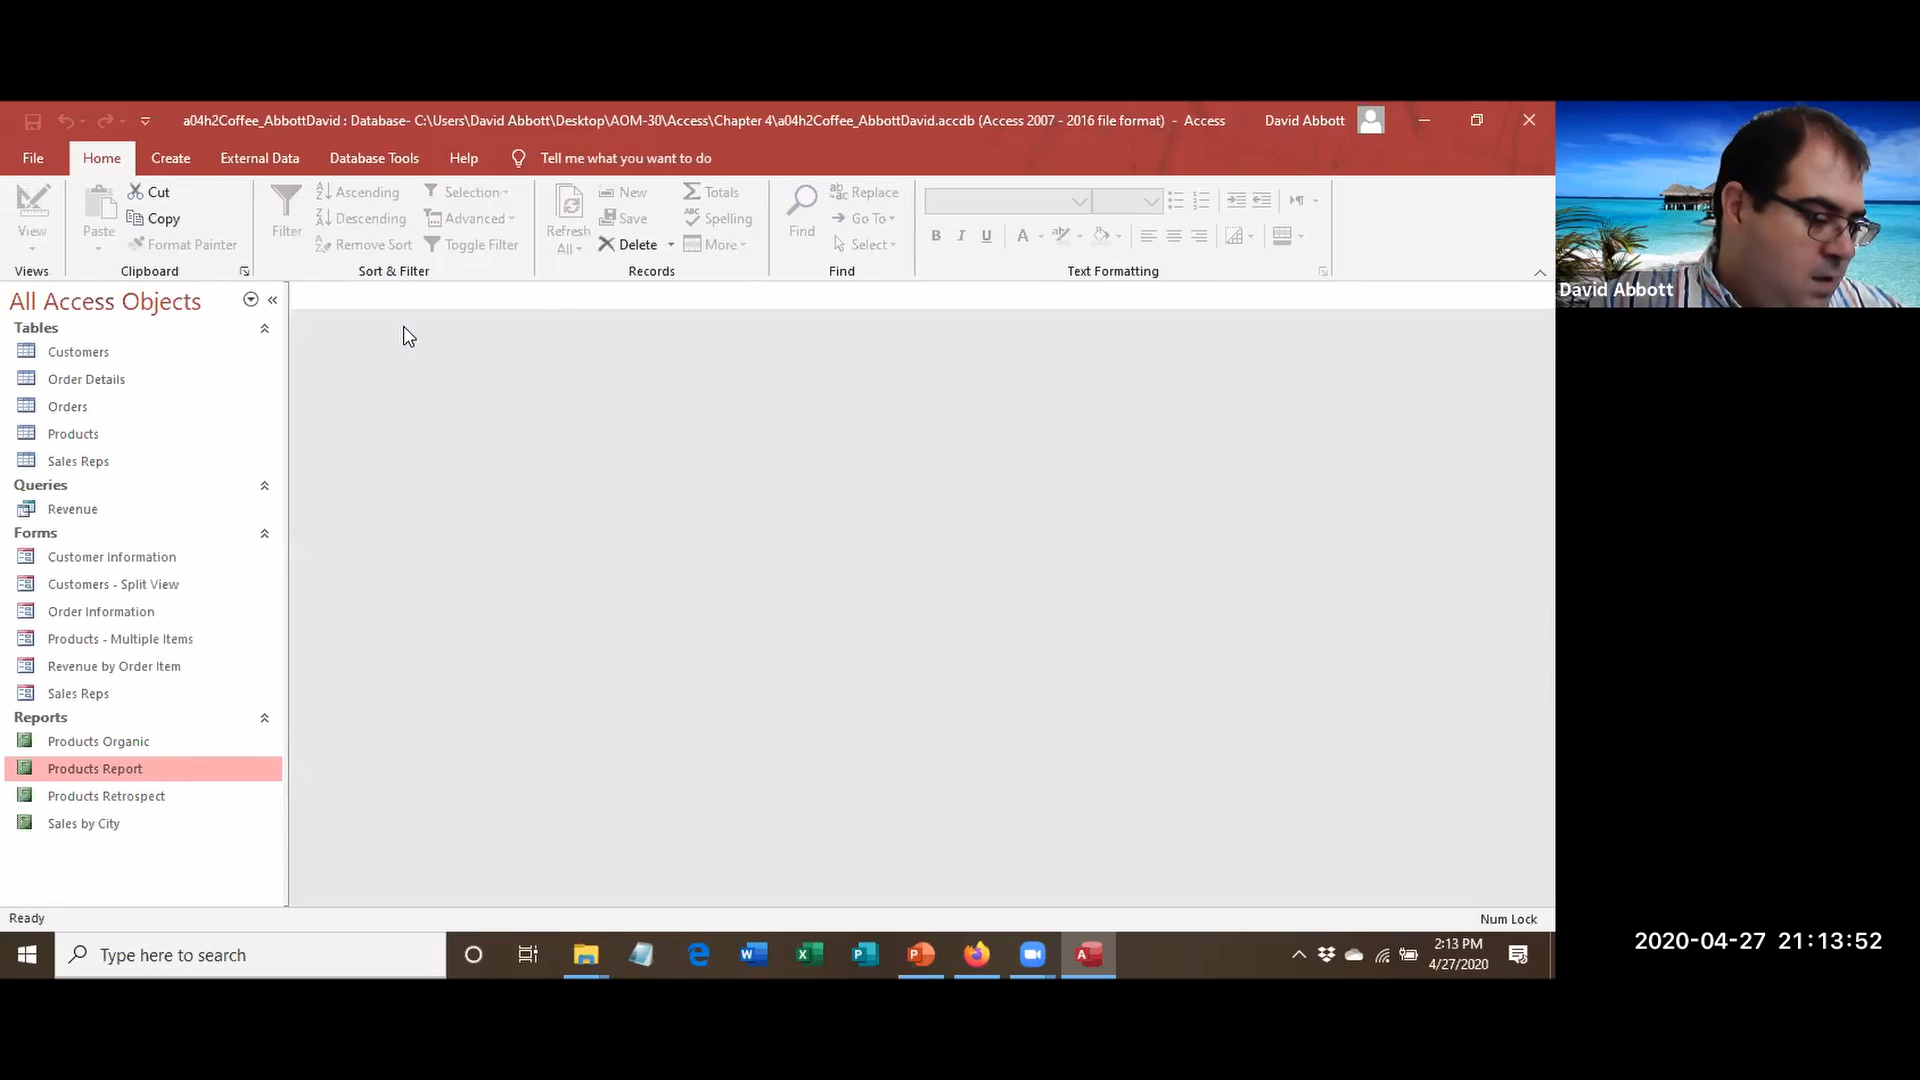 a04h2Coffee_AbbottDavid : Database- C:\Users\David Abbott\Desktop\AOM-30\Access\Chapter 4\a04h2Coffee_AbbottDavid.accdb (Access 2007 - 2016 file format) - Access
David Abbott
File Home Create External Data Database Tools Help Tell me what you want to do
View
Views
Paste
Cut
Copy
Format Painter
Clipboard
Filter
Ascending
Descending
Remove Sort
Selection
Advanced
Toggle Filter
Sort & Filter
Refresh
All
New
Save
Delete
Totals
Spelling
More
Records
Find
Replace
Go To
Select
Find
B I U A
Text Formatting
All Access Objects
Tables
Customers
Order Details
Orders
Products
Sales Reps
Queries
Revenue
Forms
Customer Information
Customers - Split View
Order Information
Products - Multiple Items
Revenue by Order Item
Sales Reps
Reports
Products Organic
Products Report
Products Retrospect
Sales by City
Ready
Num Lock
Type here to search
2:13 PM
4/27/2020
David Abbott
2020-04-27 21:13:52